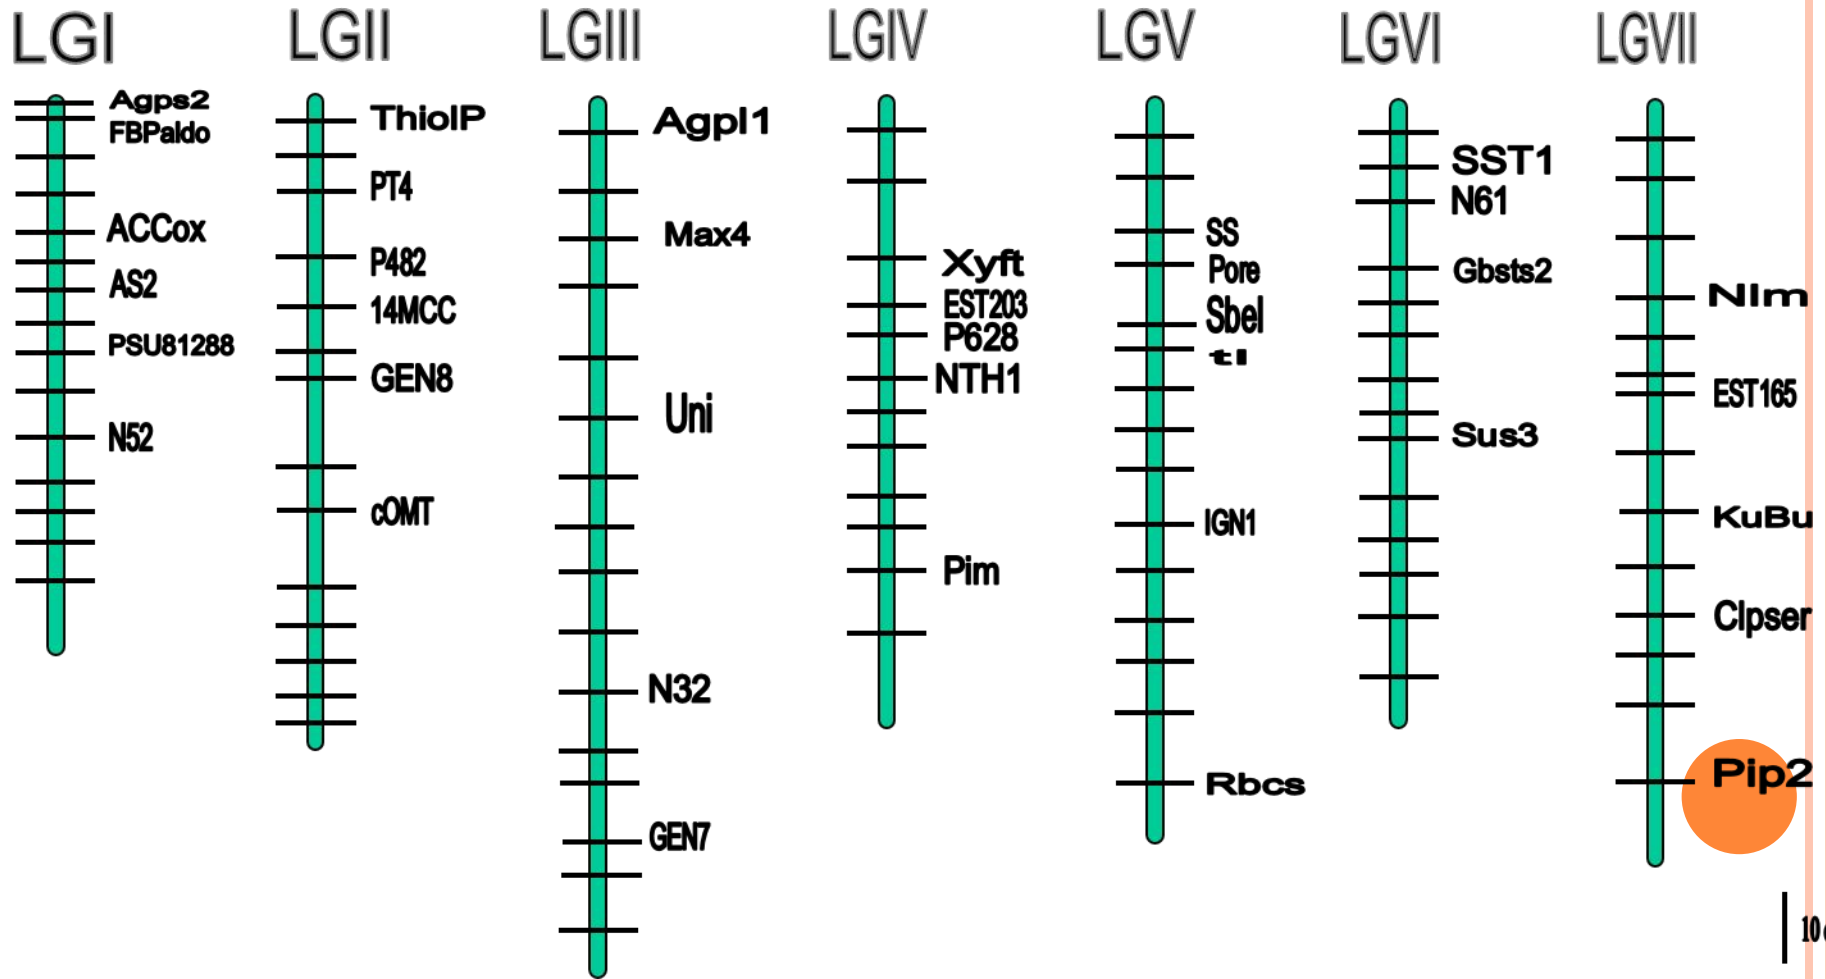 LGI
Agps2
FBPaldo
ACCox
AS2
PSU81288
N52
LGII
ThiolP
PT4
P482
14MCC
GEN8
cOMT
LGIII
Agpl1
Max4
Uni
N32
GEN7
LGIV
Xyft
EST203
P628
NTH1
Pim
LGV
SS
Pore
Sbel
tl
IGN1
Rbcs
LGVI
SST1
N61
Gbsts2
Sus3
LGVII
Nlm
EST165
KuBu
Clpser
Pip2
10